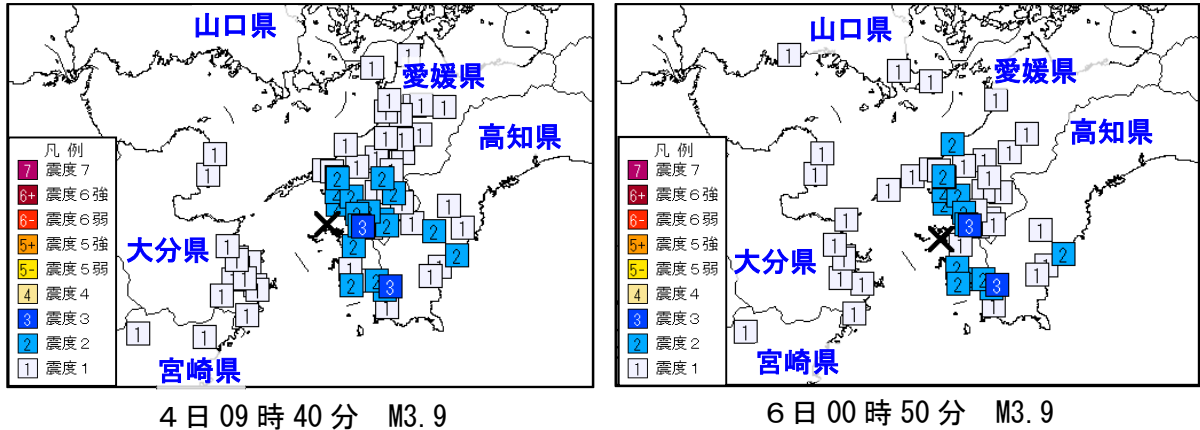 山口県
愛媛県
高知県
大分県
宮崎県
凡 例
7 震度７
6+ 震度６強
6- 震度６弱
5+ 震度５強
5- 震度５弱
4 震度４
3 震度３
2 震度２
1 震度１
４日 09 時 40 分　M3.9
山口県
愛媛県
高知県
大分県
宮崎県
凡 例
7 震度７
6+ 震度６強
6- 震度６弱
5+ 震度５強
5- 震度５弱
4 震度４
3 震度３
2 震度２
1 震度１
６日 00 時 50 分　M3.9